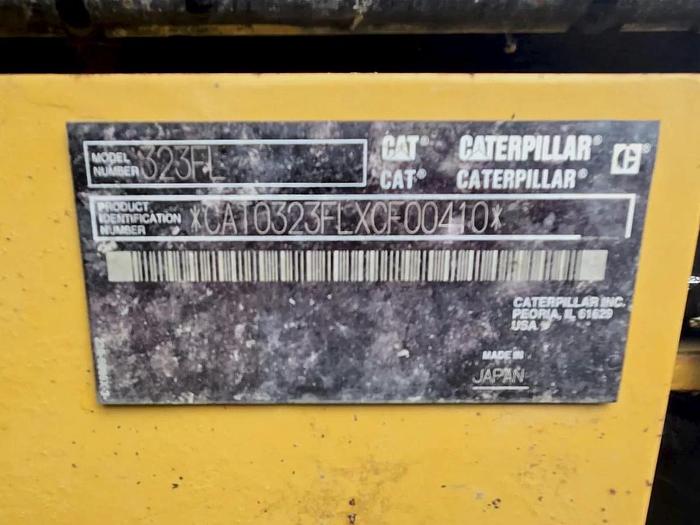 MODEL NUMBER 323FL
CAT® CATERPILLAR®
CAT® CATERPILLAR®
PRODUCT IDENTIFICATION NUMBER *CAT0323FLXCF00410*
CATERPILLAR INC.
PEORIA, IL 61629
USA
MADE IN
JAPAN